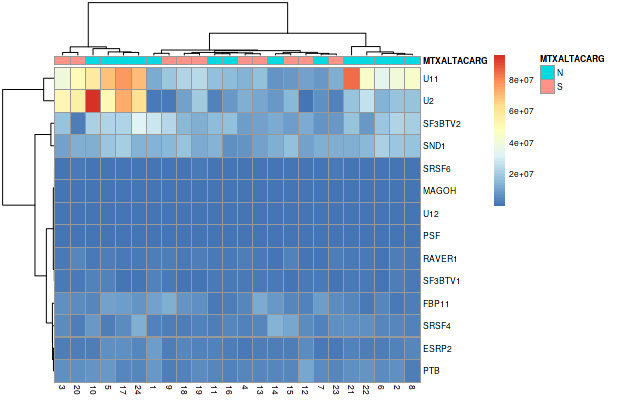 MTXALTACARG
U11
U2
SF3BTV2
SND1
SRSF6
MAGOH
U12
PSF
RAVER1
SF3BTV1
FBP11
SRSF4
ESRP2
PTB
3 20 10 5 17 24 1 9 18 19 11 16 4 13 14 15 12 7 23 21 22 6 2 8
8e+07
6e+07
4e+07
2e+07
MTXALTACARG
N
S